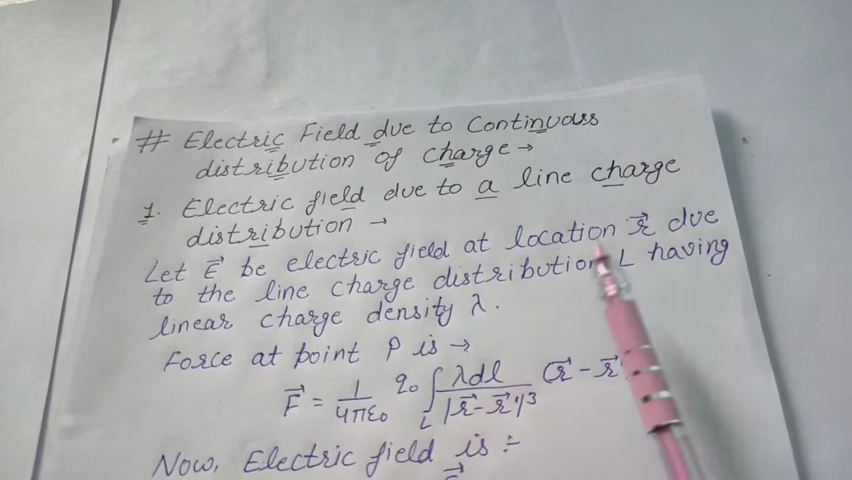 # Electric Field due to Continuous
distribution of charge →
1. Electric field due to a line charge
distribution →
Let E⃗ be electric field at location r⃗ due
to the line charge distribution L having
linear charge density λ.
Force at point P is →
F⃗ = 1/4πε₀ q₀ ∫_L λdl/|r⃗ - r⃗'|³ (r⃗ - r⃗'
Now, Electric field is :-